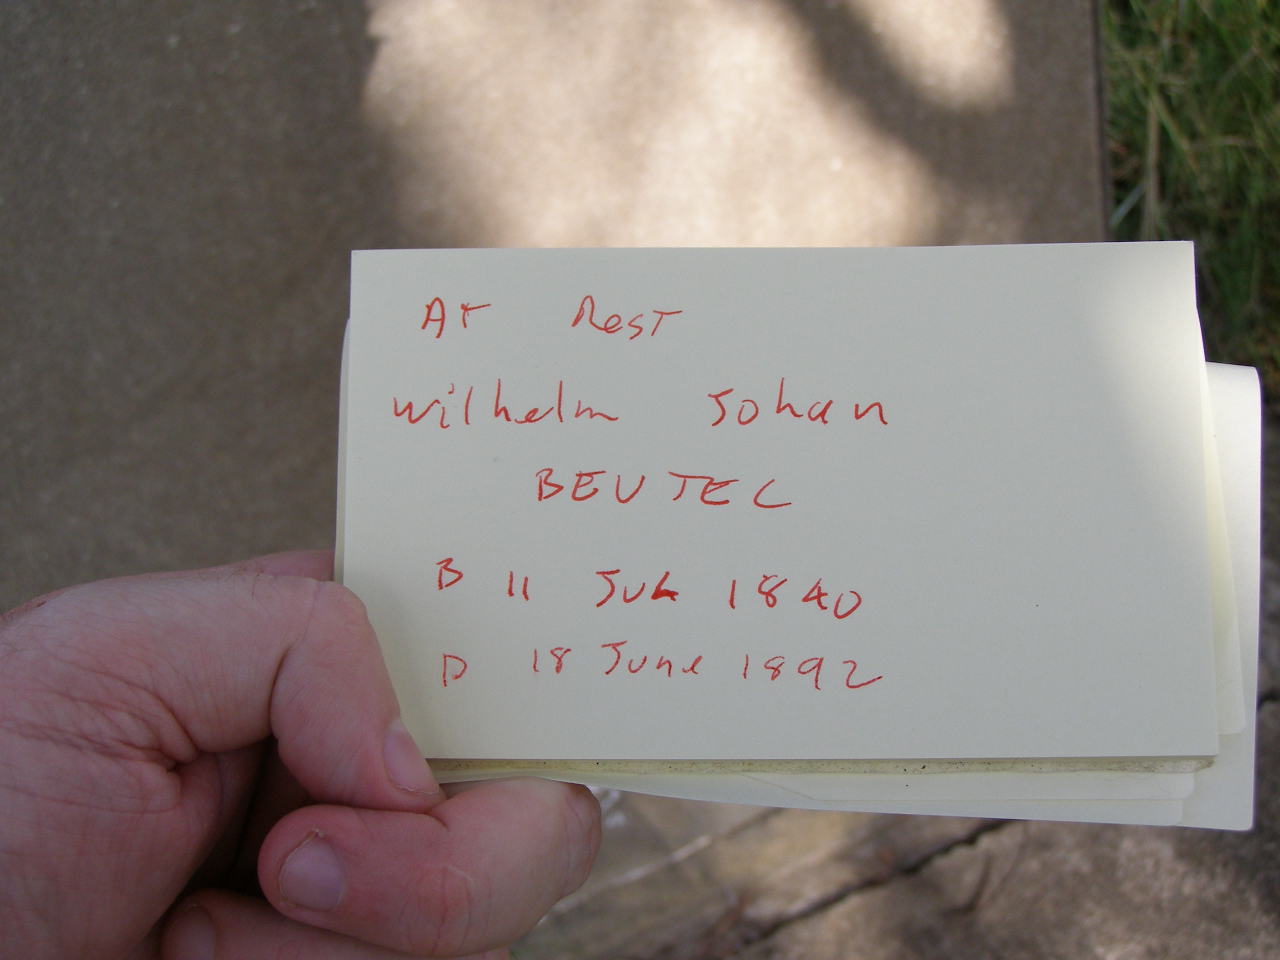 At Rest
Wilhelm Johan
BEUTEL
B 11 Jul 1840
D 18 June 1892